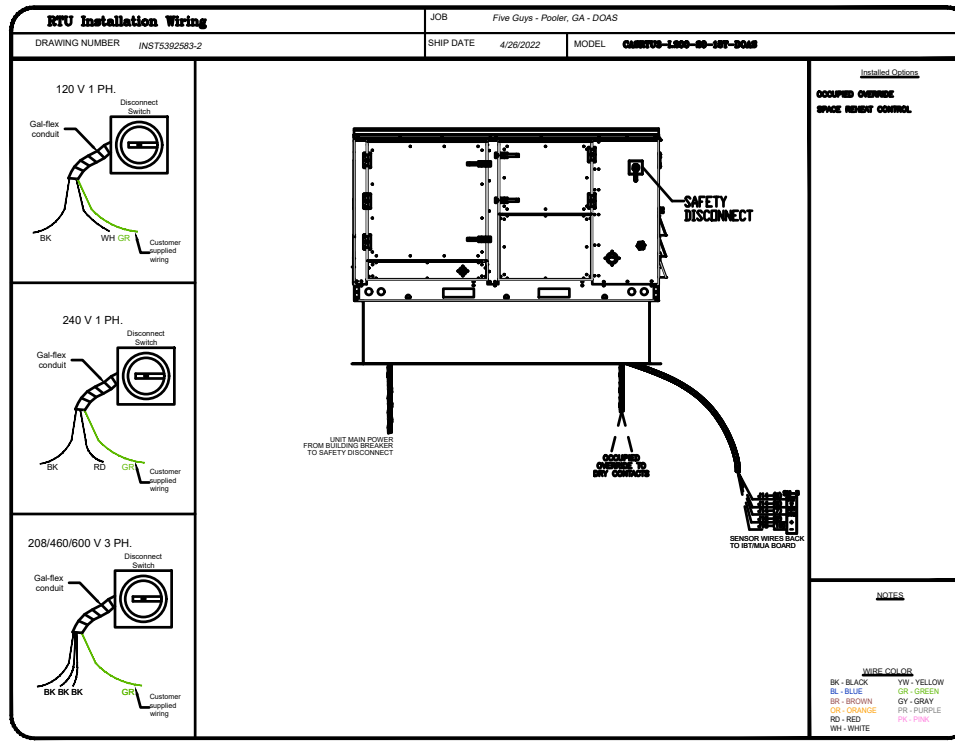 RTU Installation Wiring
JOB
Five Guys - Pooler, GA - DOAS
DRAWING NUMBER
INST5392583-2
SHIP DATE
4/26/2022
MODEL
120 V 1 PH.
Disconnect
Switch
Gal-flex
conduit
BK
WH
GR
Customer
supplied
wiring
240 V 1 PH.
Disconnect
Switch
Gal-flex
conduit
BK
RD
GR
Customer
supplied
wiring
208/460/600 V 3 PH.
Disconnect
Switch
Gal-flex
conduit
BK BK BK
GR
Customer
supplied
wiring
SAFETY
DISCONNECT
UNIT MAIN POWER
FROM BUILDING BREAKER
TO SAFETY DISCONNECT
OCCUPIED
OVERRIDE TO
DRY CONTACTS
SENSOR WIRES BACK
TO IBT/MUA BOARD
Installed Options
OCCUPIED OVERRIDE
SPACE REHEAT CONTROL
NOTES
WIRE COLOR
BK - BLACK
BL - BLUE
BR - BROWN
OR - ORANGE
RD - RED
WH - WHITE
YW - YELLOW
GR - GREEN
GY - GRAY
PR - PURPLE
PK - PINK